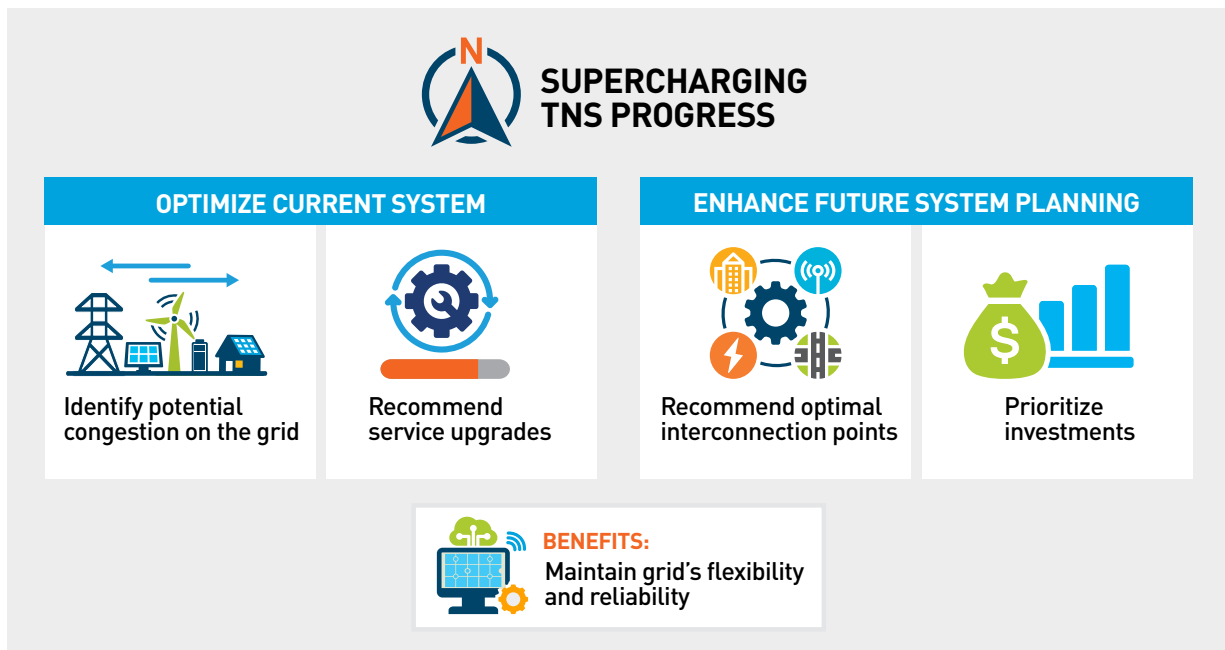 N
SUPERCHARGING
TNS PROGRESS
OPTIMIZE CURRENT SYSTEM
Identify potential
congestion on the grid
Recommend
service upgrades
ENHANCE FUTURE SYSTEM PLANNING
Recommend optimal
interconnection points
$
Prioritize
investments
BENEFITS:
Maintain grid's flexibility
and reliability